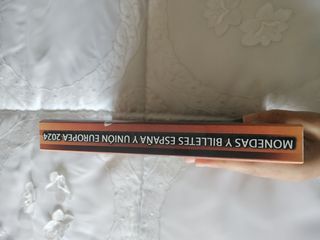 MONEDAS Y BILLETES ESPAÑA Y UNIÓN EUROPEA 2024